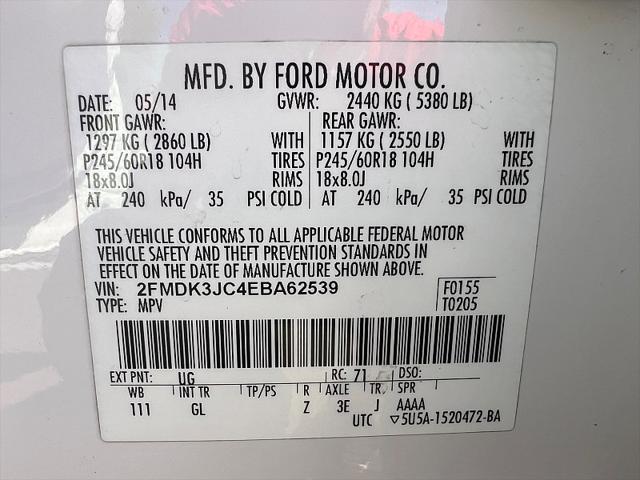 MFD. BY FORD MOTOR CO.
DATE: 05/14 GVWR: 2440 KG ( 5380 LB)
FRONT GAWR: REAR GAWR:
1297 KG ( 2860 LB) WITH 1157 KG ( 2550 LB) WITH
P245/60R18 104H TIRES P245/60R18 104H TIRES
18x8.0J RIMS 18x8.0J RIMS
AT 240 kPa/ 35 PSI COLD AT 240 kPa/ 35 PSI COLD
THIS VEHICLE CONFORMS TO ALL APPLICABLE FEDERAL MOTOR
VEHICLE SAFETY AND THEFT PREVENTION STANDARDS IN
EFFECT ON THE DATE OF MANUFACTURE SHOWN ABOVE.
VIN: 2FMDK3JC4EBA62539 F0155
TYPE: MPV T0205
EXT PNT: UG RC: 71 DSO:
WB INT TR TP/PS R AXLE TR SPR
111 GL Z 3E J AAAA
UTC ▽5U5A-1520472-BA